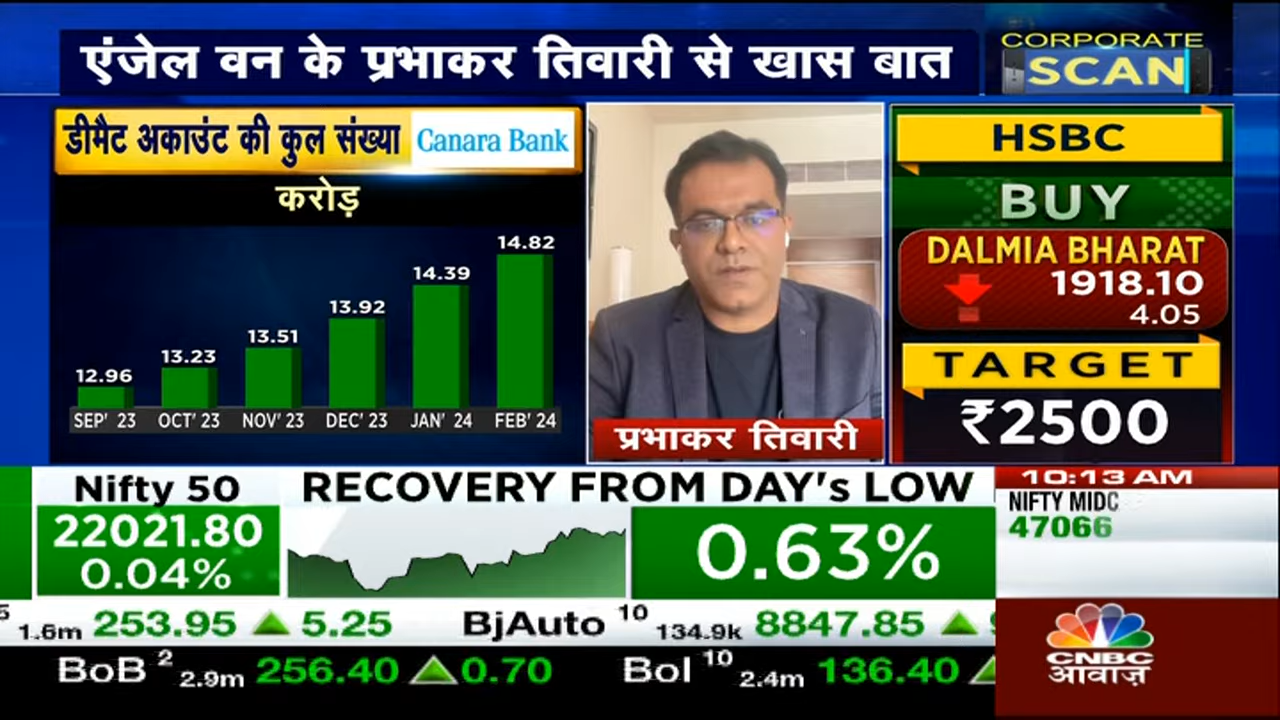 एंजेल वन के प्रभाकर तिवारी से खास बात
CORPORATE
SCAN
डीमैट अकाउंट की कुल संख्या
Canara Bank
करोड़
12.96
13.23
13.51
13.92
14.39
14.82
SEP' 23
OCT' 23
NOV' 23
DEC' 23
JAN' 24
FEB' 24
प्रभाकर तिवारी
HSBC
BUY
DALMIA BHARAT
1918.10
4.05
TARGET
₹2500
Nifty 50
22021.80
0.04%
RECOVERY FROM DAY's LOW
0.63%
10:13 AM
NIFTY MIDC
47066
5 1.6m 253.95 5.25 BjAuto 10 134.9k 8847.85
BoB 2 2.9m 256.40 0.70 BoI 10 2.4m 136.40
CNBC
आवाज़